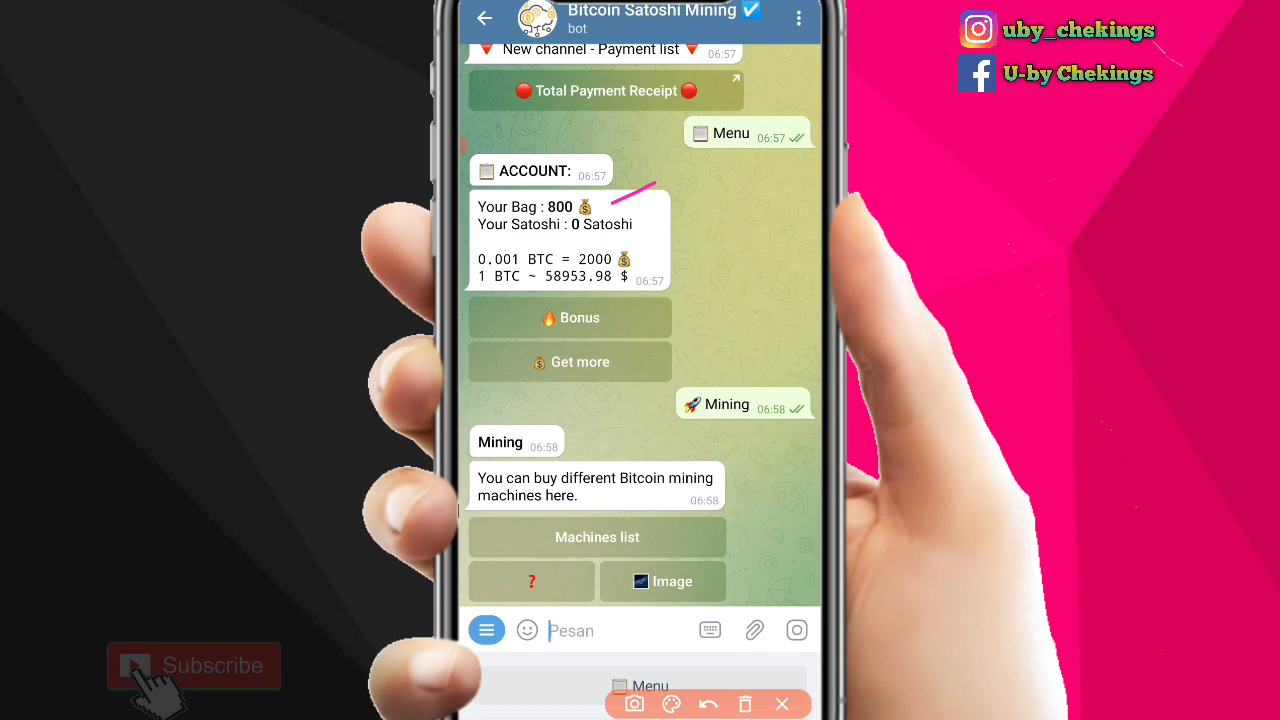 Bitcoin Satoshi Mining
bot
New channel - Payment list
06:57
Total Payment Receipt
Menu
06:57
ACCOUNT:
06:57
Your Bag : 800
Your Satoshi : 0 Satoshi
0.001 BTC = 2000
1 BTC ~ 58953.98 $
06:57
Bonus
Get more
Mining
06:58
Mining
06:58
You can buy different Bitcoin mining
machines here.
06:58
Machines list
?
Image
Pesan
Menu
uby_chekings
U-by Chekings
Subscribe